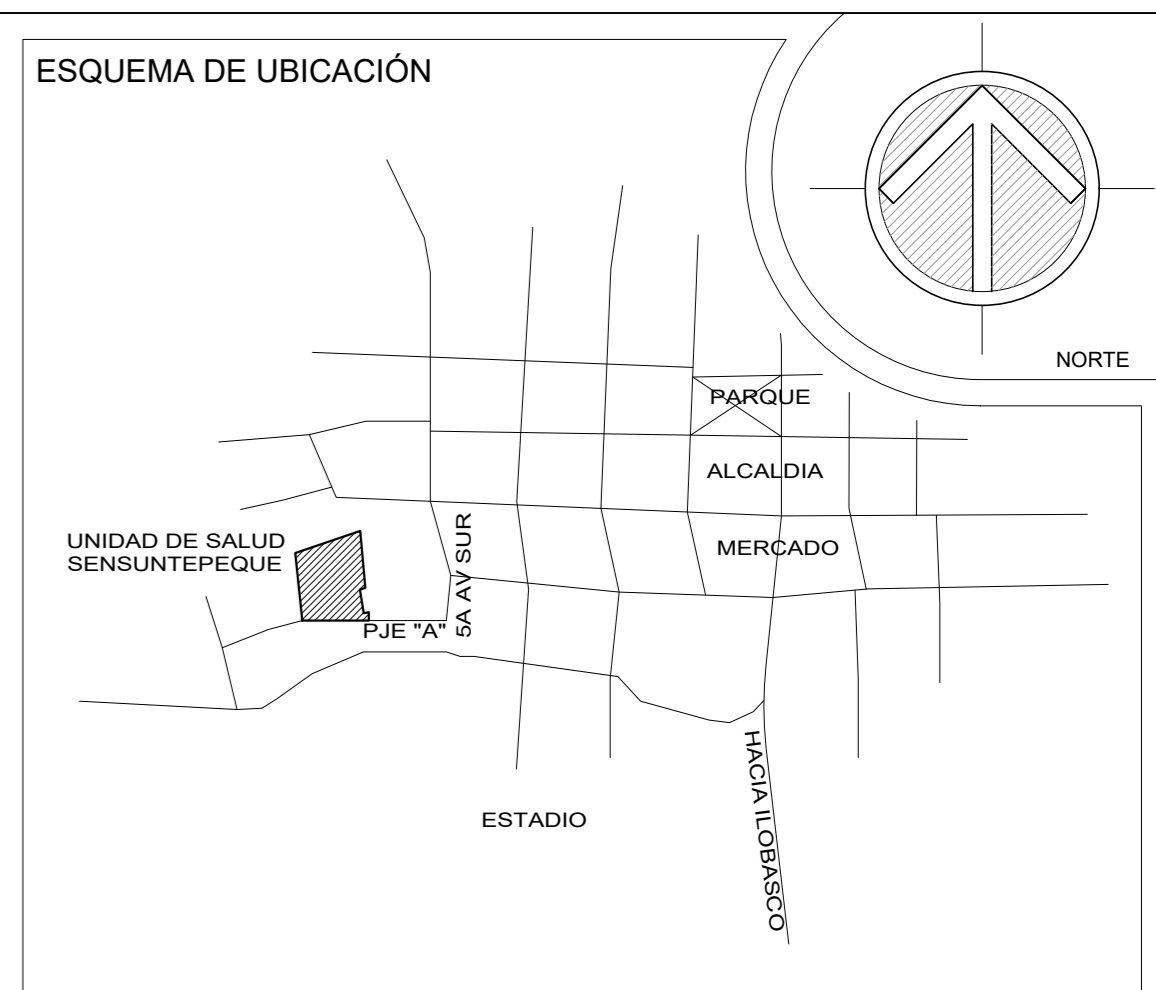 ESQUEMA DE UBICACIÓN
NORTE
PARQUE
ALCALDIA
UNIDAD DE SALUD
SENSUNTEPEQUE
5A AV SUR
MERCADO
PJE "A"
HACIA ILOBASCO
ESTADIO